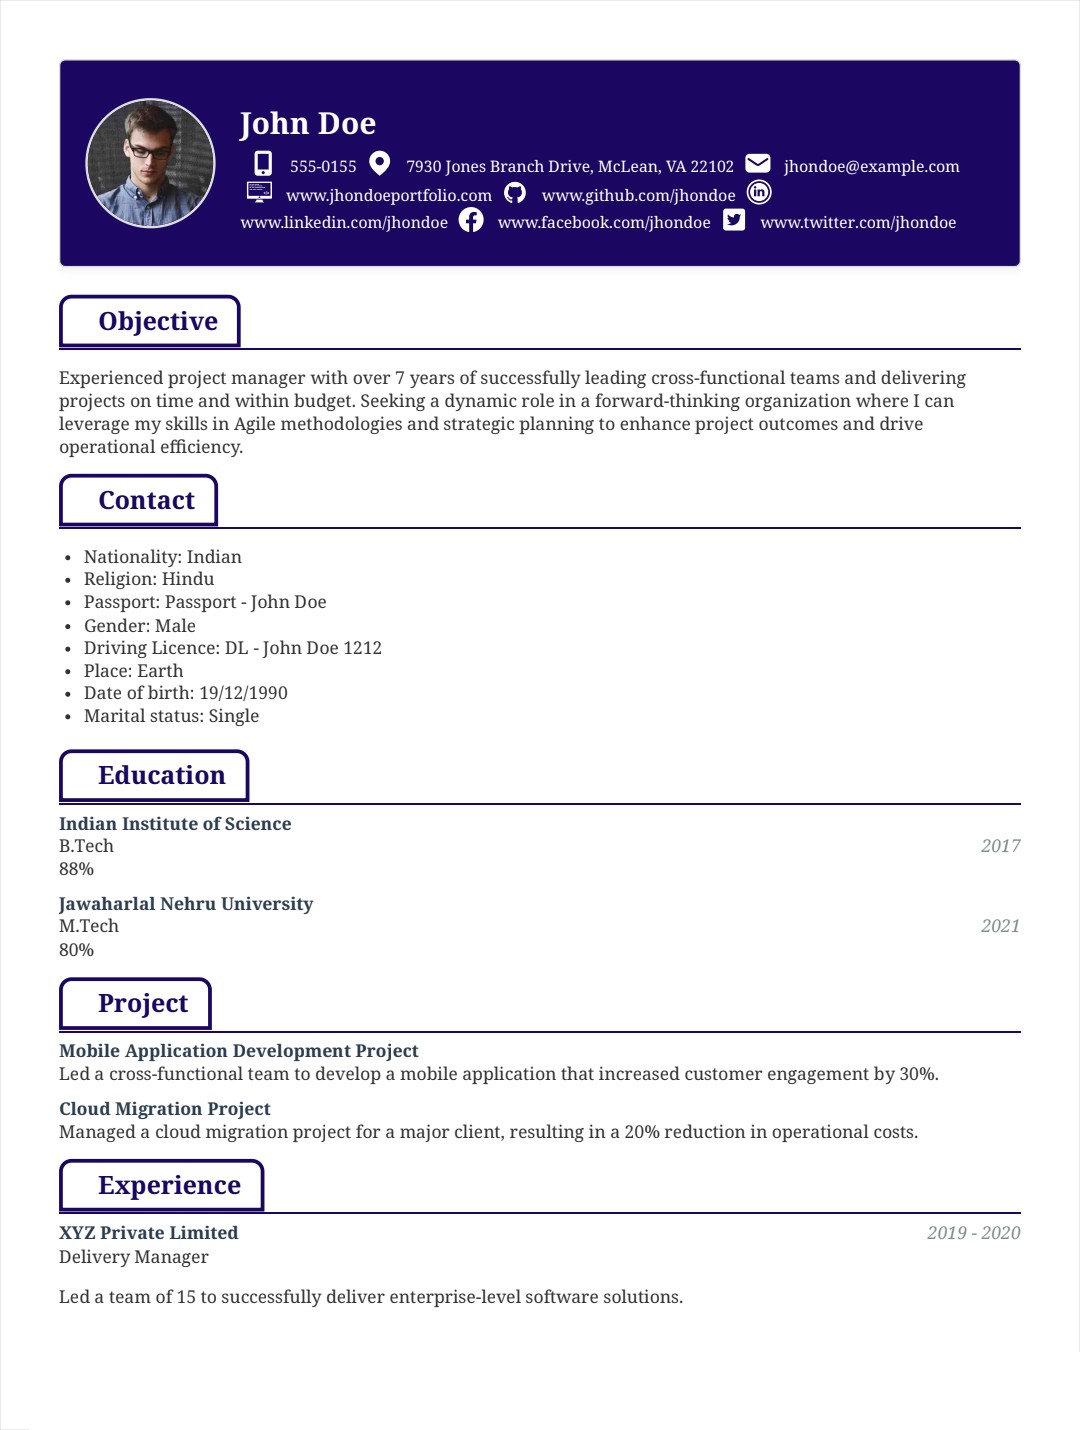 John Doe
555-0155 7930 Jones Branch Drive, McLean, VA 22102 jhondoe@example.com
www.jhondoeportfolio.com www.github.com/jhondoe
www.linkedin.com/jhondoe www.facebook.com/jhondoe www.twitter.com/jhondoe
Objective
Experienced project manager with over 7 years of successfully leading cross-functional teams and delivering
projects on time and within budget. Seeking a dynamic role in a forward-thinking organization where I can
leverage my skills in Agile methodologies and strategic planning to enhance project outcomes and drive
operational efficiency.
Contact
• Nationality: Indian
• Religion: Hindu
• Passport: Passport - John Doe
• Gender: Male
• Driving Licence: DL - John Doe 1212
• Place: Earth
• Date of birth: 19/12/1990
• Marital status: Single
Education
Indian Institute of Science
B.Tech 2017
88%
Jawaharlal Nehru University
M.Tech 2021
80%
Project
Mobile Application Development Project
Led a cross-functional team to develop a mobile application that increased customer engagement by 30%.
Cloud Migration Project
Managed a cloud migration project for a major client, resulting in a 20% reduction in operational costs.
Experience
XYZ Private Limited 2019 - 2020
Delivery Manager
Led a team of 15 to successfully deliver enterprise-level software solutions.